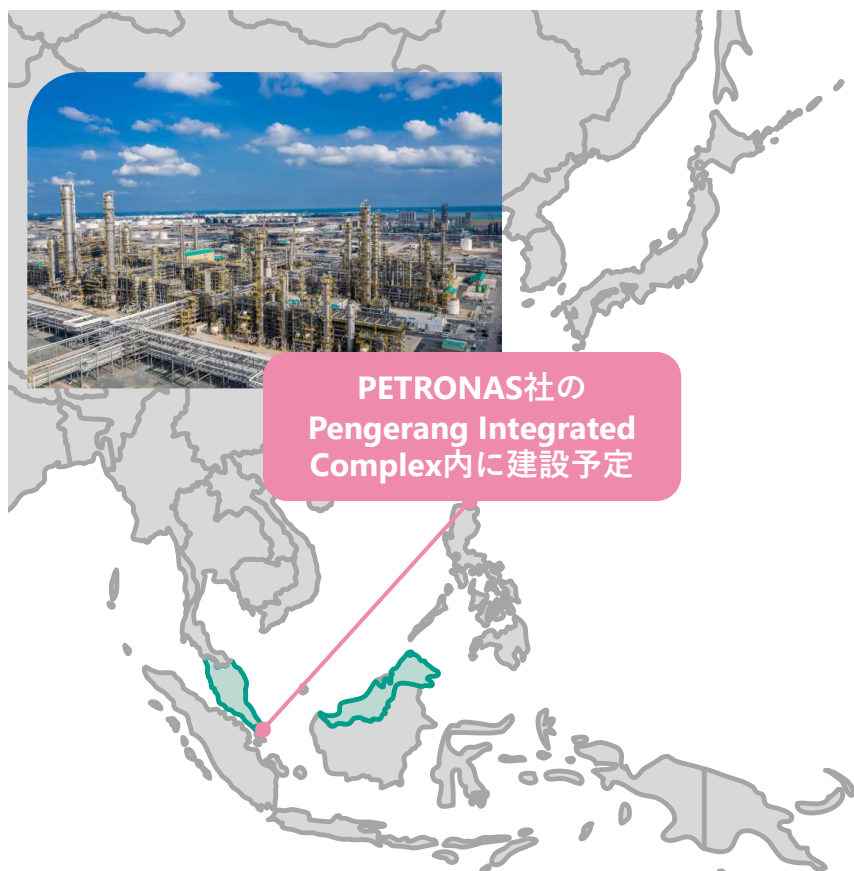 PETRONAS社の
Pengerang Integrated
Complex内に建設予定